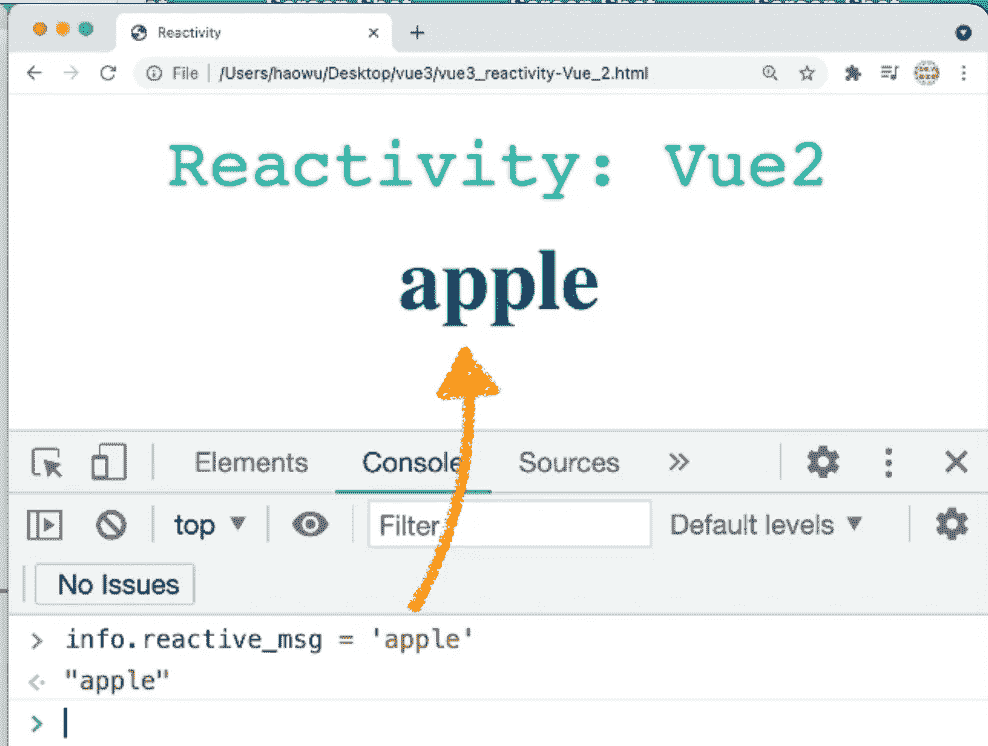 Reactivity
File | /Users/haowu/Desktop/vue3/vue3_reactivity-Vue_2.html
Reactivity: Vue2
apple
Elements Console Sources »
top ▼ Filter Default levels ▼
No Issues
> info.reactive_msg = 'apple'
<· "apple"
>